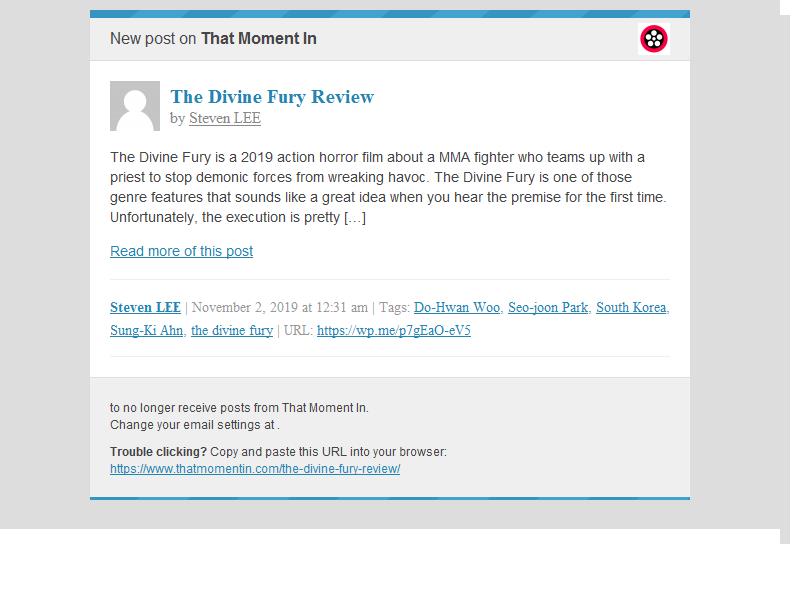 New post on That Moment In
The Divine Fury Review
by Steven LEE
The Divine Fury is a 2019 action horror film about a MMA fighter who teams up with a
priest to stop demonic forces from wreaking havoc. The Divine Fury is one of those
genre features that sounds like a great idea when you hear the premise for the first time.
Unfortunately, the execution is pretty […]
Read more of this post
Steven LEE | November 2, 2019 at 12:31 am | Tags: Do-Hwan Woo, Seo-joon Park, South Korea,
Sung-Ki Ahn, the divine fury | URL: https://wp.me/p7gEaO-eV5
to no longer receive posts from That Moment In.
Change your email settings at .
Trouble clicking? Copy and paste this URL into your browser:
https://www.thatmomentin.com/the-divine-fury-review/